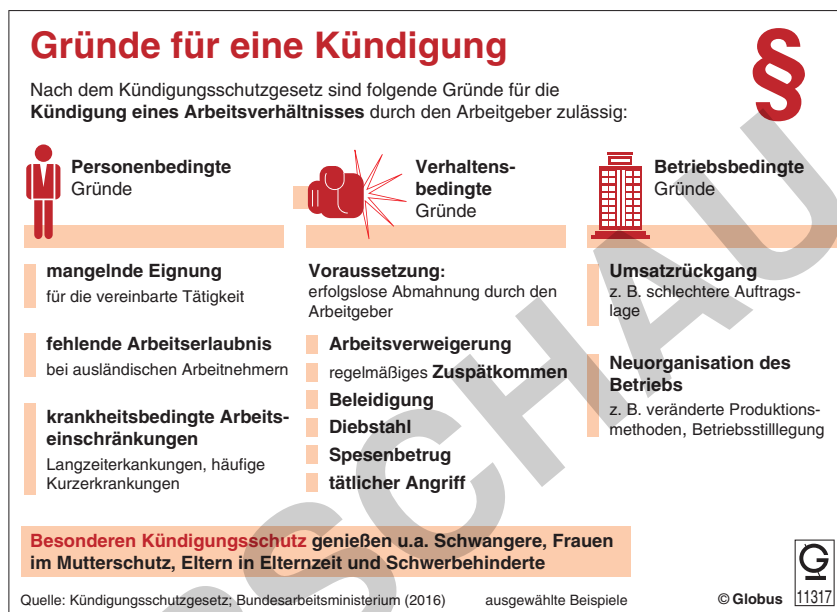 Gründe für eine Kündigung
§
Nach dem Kündigungsschutzgesetz sind folgende Gründe für die
Kündigung eines Arbeitsverhältnisses durch den Arbeitgeber zulässig:
Personenbedingte
Gründe
mangelnde Eignung
für die vereinbarte Tätigkeit
fehlende Arbeitserlaubnis
bei ausländischen Arbeitnehmern
krankheitsbedingte Arbeits-
einschränkungen
Langzeiterkankungen, häufige
Kurzerkrankungen
Verhaltens-
bedingte
Gründe
Voraussetzung:
erfolgslose Abmahnung durch den
Arbeitgeber
Arbeitsverweigerung
regelmäßiges Zuspätkommen
Beleidigung
Diebstahl
Spesenbetrug
tätlicher Angriff
Betriebsbedingte
Gründe
Umsatzrückgang
z. B. schlechtere Auftrags-
lage
Neuorganisation des
Betriebs
z. B. veränderte Produktions-
methoden, Betriebsstilllegung
Besonderen Kündigungsschutz genießen u.a. Schwangere, Frauen
im Mutterschutz, Eltern in Elternzeit und Schwerbehinderte
Quelle: Kündigungsschutzgesetz; Bundesarbeitsministerium (2016) ausgewählte Beispiele © Globus
G
11317
SCHAU